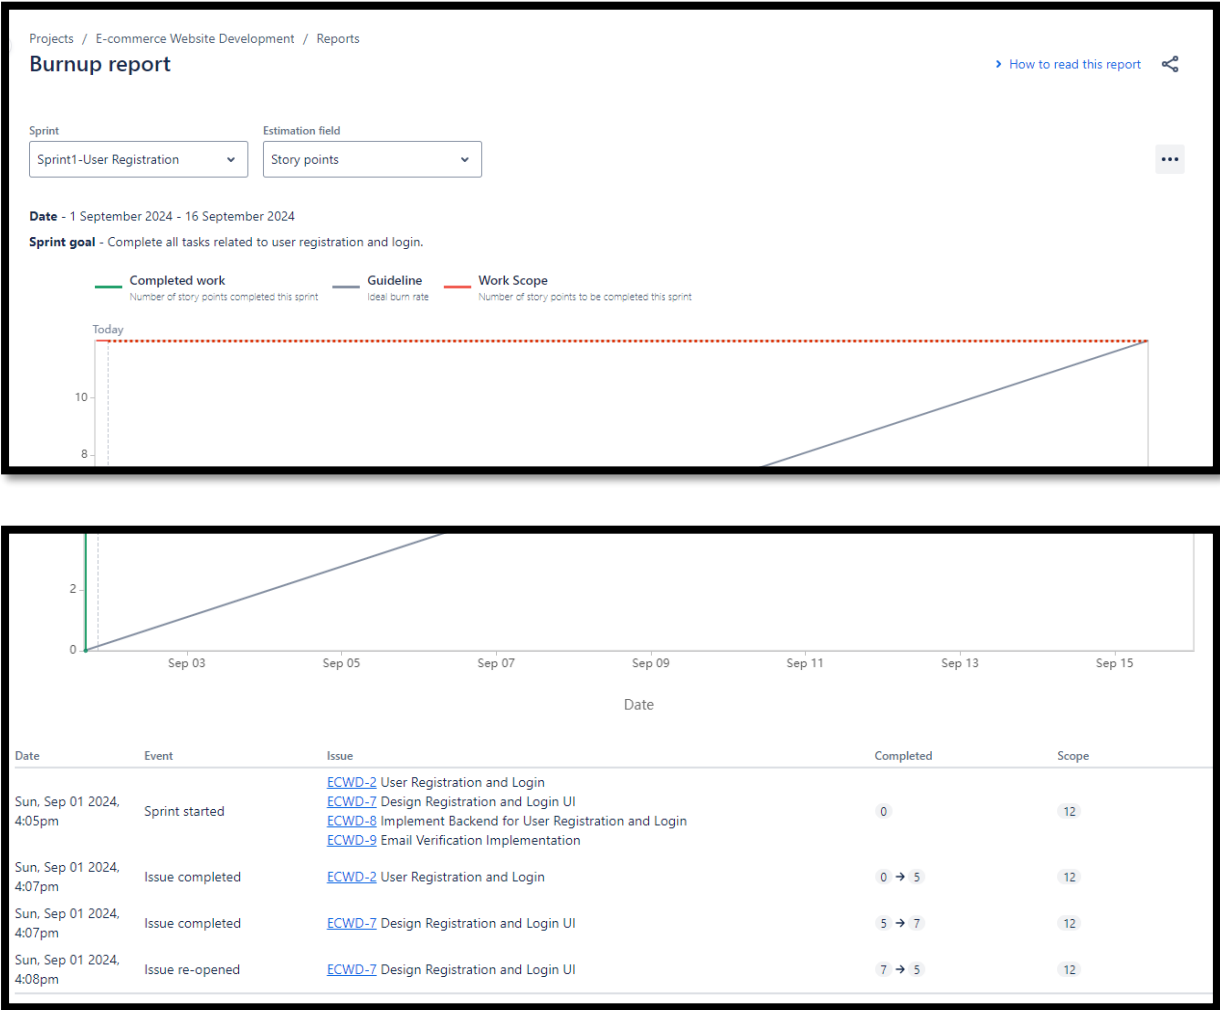 Projects / E-commerce Website Development / Reports
Burnup report
How to read this report
Sprint
Estimation field
Sprint1-User Registration
Story points
Date - 1 September 2024 - 16 September 2024
Sprint goal - Complete all tasks related to user registration and login.
Completed work
Number of story points completed this sprint
Guideline
Ideal burn rate
Work Scope
Number of story points to be completed this sprint
Today
10
8
2
0
Sep 03 Sep 05 Sep 07 Sep 09 Sep 11 Sep 13 Sep 15
Date
Date Event Issue Completed Scope
Sun, Sep 01 2024,
4:05pm
Sprint started
ECWD-2 User Registration and Login
ECWD-7 Design Registration and Login UI
ECWD-8 Implement Backend for User Registration and Login
ECWD-9 Email Verification Implementation
0
12
Sun, Sep 01 2024,
4:07pm
Issue completed
ECWD-2 User Registration and Login
0 → 5
12
Sun, Sep 01 2024,
4:07pm
Issue completed
ECWD-7 Design Registration and Login UI
5 → 7
12
Sun, Sep 01 2024,
4:08pm
Issue re-opened
ECWD-7 Design Registration and Login UI
7 → 5
12